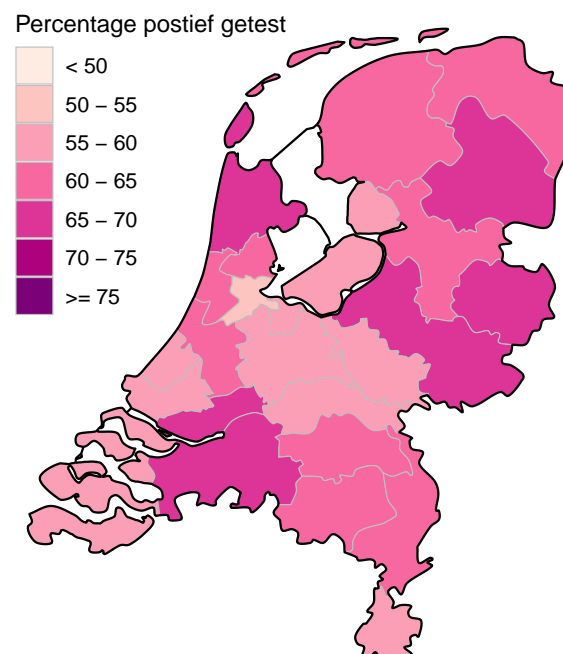 Percentage postief getest
< 50
50 – 55
55 – 60
60 – 65
65 – 70
70 – 75
>= 75